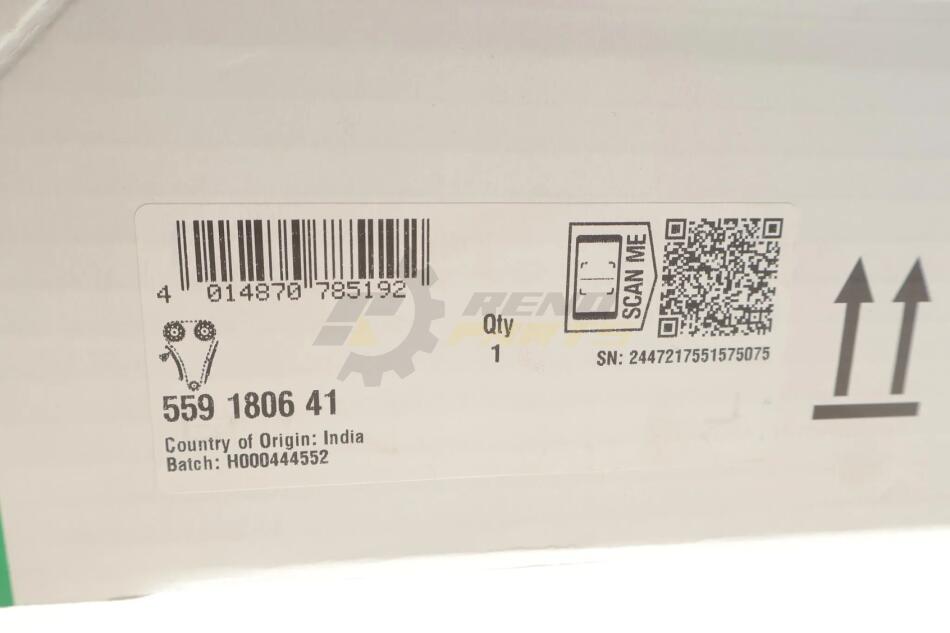 4 014870 785192
SCAN ME
Qty
1
SN: 2447217551575075
559 1806 41
Country of Origin: India
Batch: H000444552